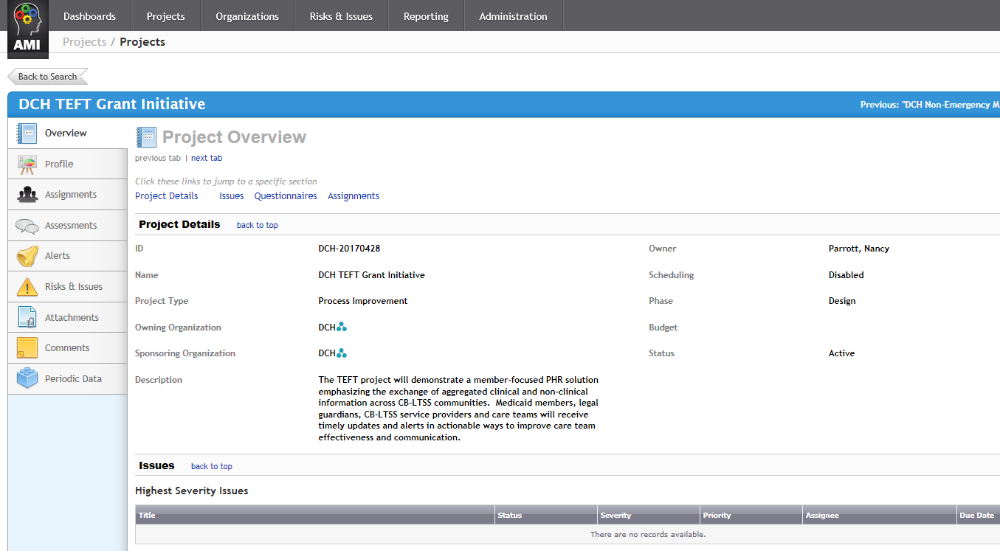 Dashboards Projects Organizations Risks & Issues Reporting Administration
AMI
Projects / Projects
Back to Search
DCH TEFT Grant Initiative Previous: "DCH Non-Emergency M
Overview
Profile
Assignments
Assessments
Alerts
Risks & Issues
Attachments
Comments
Periodic Data
Project Overview
previous tab | next tab
Click these links to jump to a specific section
Project Details Issues Questionnaires Assignments
Project Details back to top
ID DCH-20170428 Owner Parrott, Nancy
Name DCH TEFT Grant Initiative Scheduling Disabled
Project Type Process Improvement Phase Design
Owning Organization DCH Budget
Sponsoring Organization DCH Status Active
Description The TEFT project will demonstrate a member-focused PHR solution
emphasizing the exchange of aggregated clinical and non-clinical
information across CB-LTSS communities. Medicaid members, legal
guardians, CB-LTSS service providers and care teams will receive
timely updates and alerts in actionable ways to improve care team
effectiveness and communication.
Issues back to top
Highest Severity Issues
Title Status Severity Priority Assignee Due Date
There are no records available.